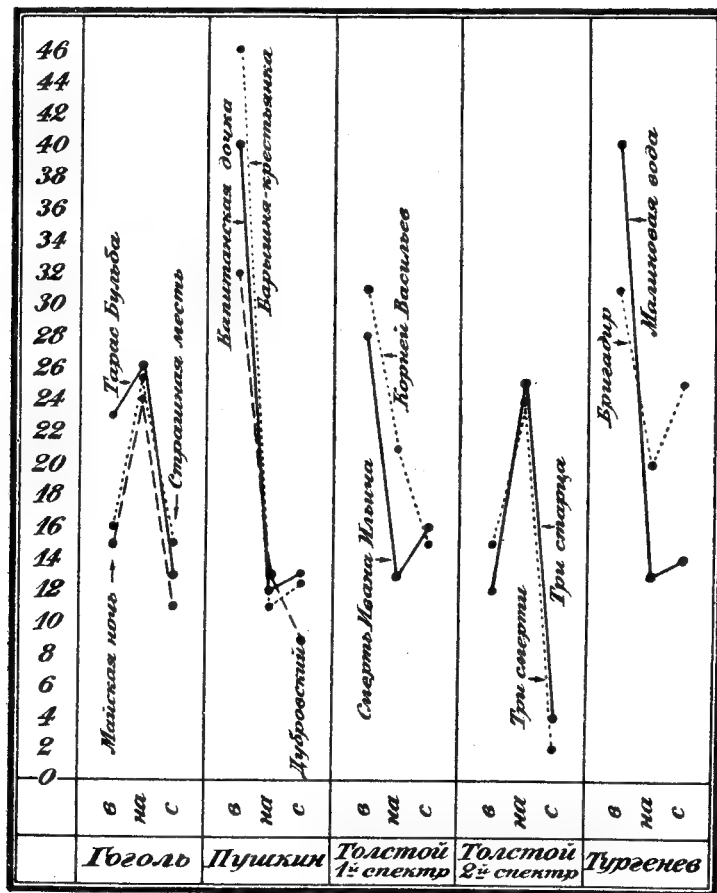 46
44
42
40
38
36
34
32
30
28
26
24
22
20
18
16
14
12
10
8
6
4
2
0
Майская ночь
Тарас Бульба
Страшная месть
Капитанская дочка
Барышня-крестьянка
Дубровский
Смерть Ивана Ильича
Корней Васильев
Три смерти
Три старца
Бригадир
Малиновая вода
в на с
в на с
в на с
в на с
в на с
Гоголь
Пушкин
Толстой
1й спектр
Толстой
2й спектр
Тургенев